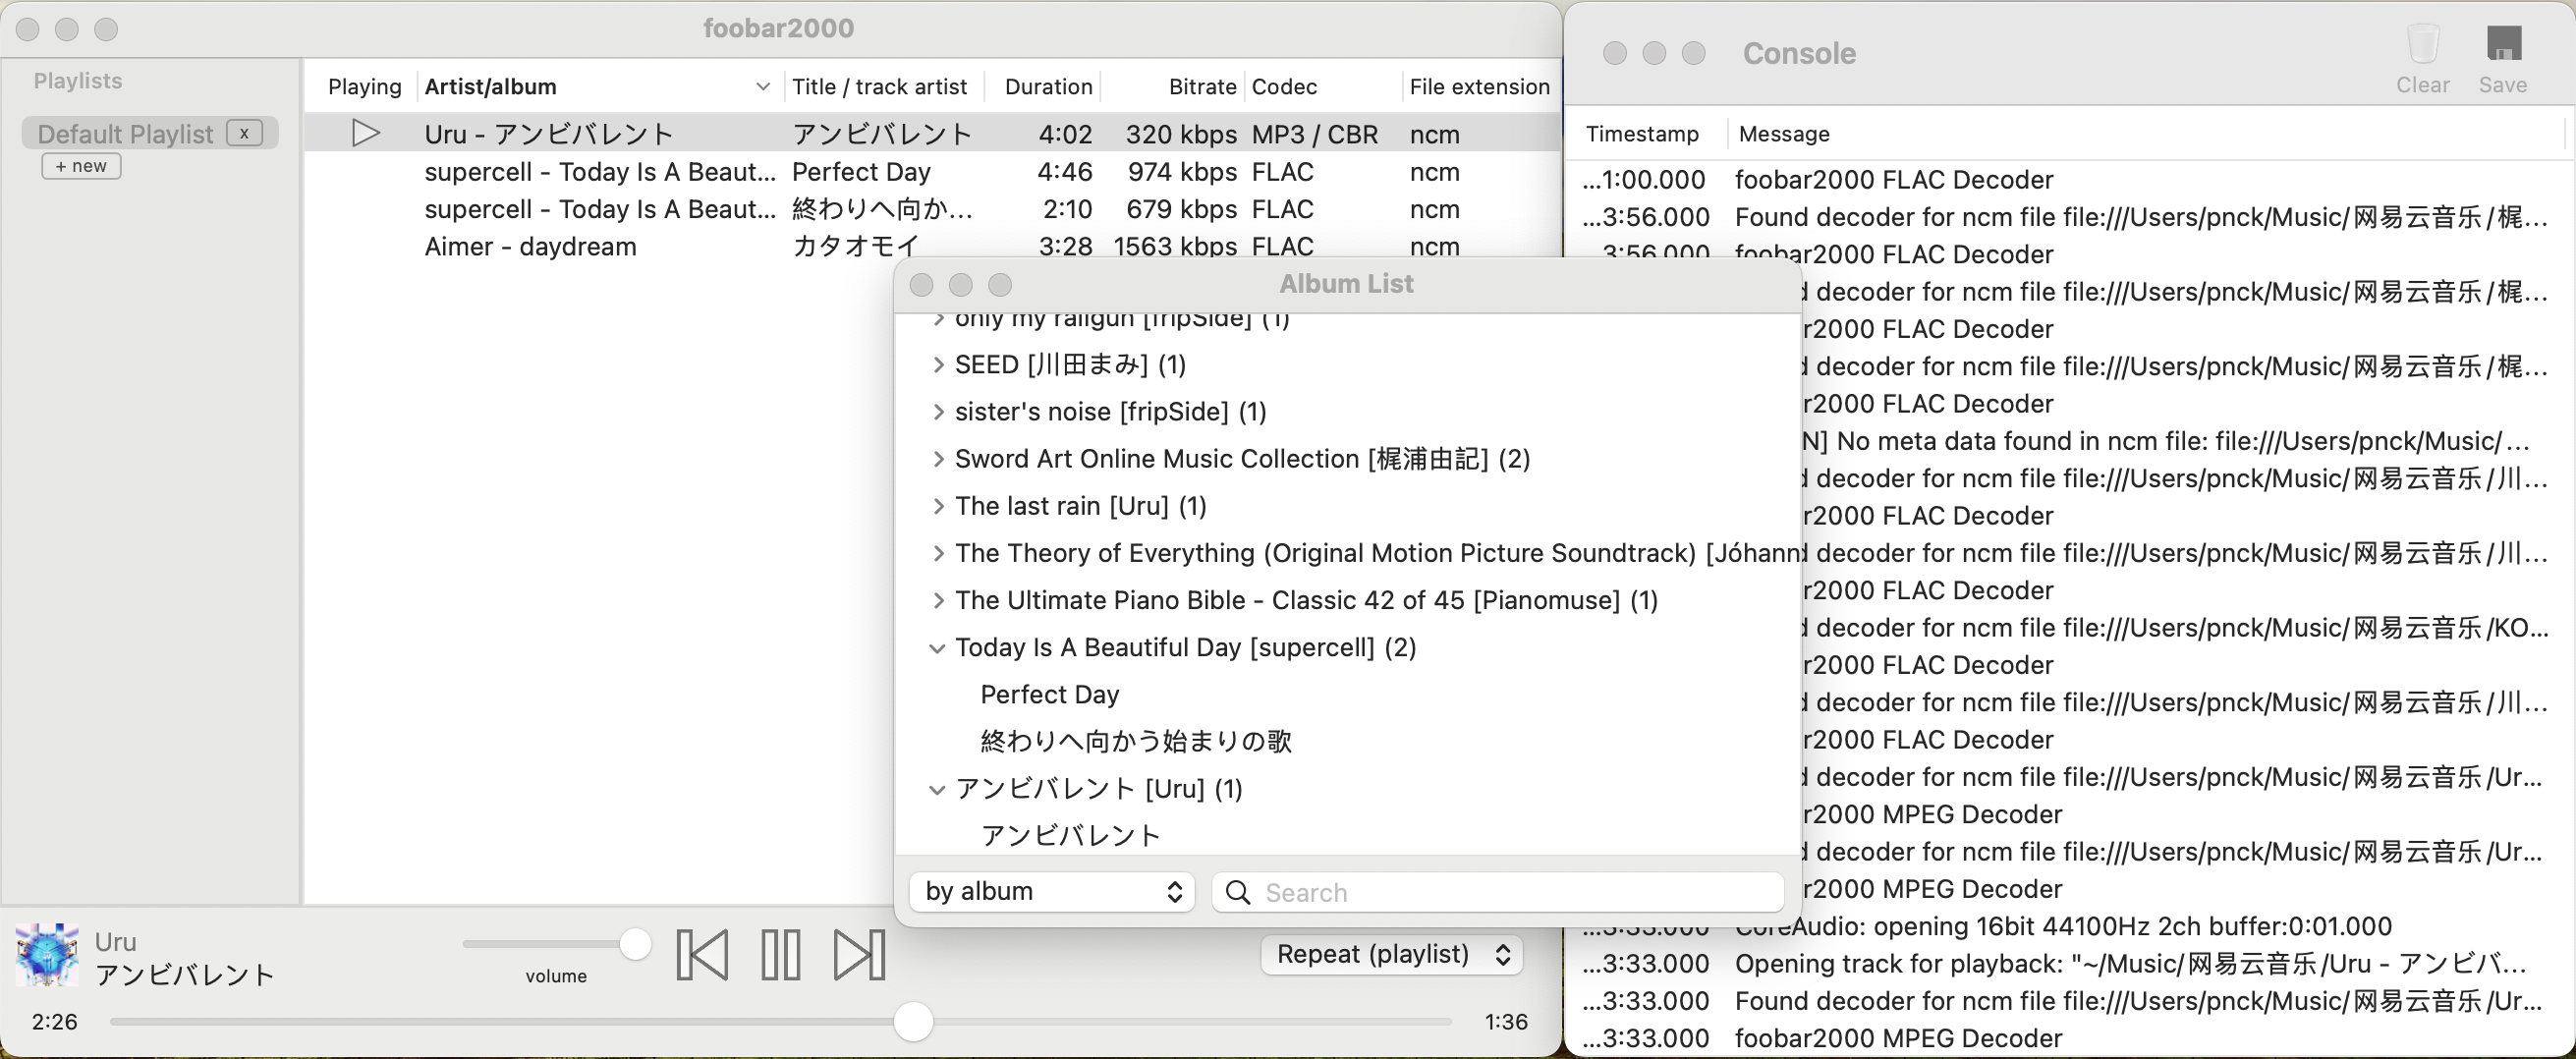 foobar2000
Playlists
Default Playlist x
+ new
Playing Artist/album Title / track artist Duration Bitrate Codec File extension
Uru - アンビバレント アンビバレント 4:02 320 kbps MP3 / CBR ncm
supercell - Today Is A Beaut... Perfect Day 4:46 974 kbps FLAC ncm
supercell - Today Is A Beaut... 終わりへ向か... 2:10 679 kbps FLAC ncm
Aimer - daydream カタオモイ 3:28 1563 kbps FLAC ncm
Album List
only my railgun [fripSide] (1)
SEED [川田まみ] (1)
sister's noise [fripSide] (1)
Sword Art Online Music Collection [梶浦由記] (2)
The last rain [Uru] (1)
The Theory of Everything (Original Motion Picture Soundtrack) [Jóhann
The Ultimate Piano Bible - Classic 42 of 45 [Pianomuse] (1)
Today Is A Beautiful Day [supercell] (2)
Perfect Day
終わりへ向かう始まりの歌
アンビバレント [Uru] (1)
アンビバレント
by album Search
Uru
アンビバレント
volume
Repeat (playlist)
2:26 1:36
Console
Clear Save
Timestamp Message
...1:00.000 foobar2000 FLAC Decoder
...3:56.000 Found decoder for ncm file file:///Users/pnck/Music/网易云音乐/梶...
...3:56.000 foobar2000 FLAC Decoder
d decoder for ncm file file:///Users/pnck/Music/网易云音乐/梶...
r2000 FLAC Decoder
d decoder for ncm file file:///Users/pnck/Music/网易云音乐/梶...
r2000 FLAC Decoder
N] No meta data found in ncm file: file:///Users/pnck/Music/...
d decoder for ncm file file:///Users/pnck/Music/网易云音乐/川...
r2000 FLAC Decoder
d decoder for ncm file file:///Users/pnck/Music/网易云音乐/川...
r2000 FLAC Decoder
d decoder for ncm file file:///Users/pnck/Music/网易云音乐/KO...
r2000 FLAC Decoder
d decoder for ncm file file:///Users/pnck/Music/网易云音乐/川...
r2000 FLAC Decoder
d decoder for ncm file file:///Users/pnck/Music/网易云音乐/Ur...
r2000 MPEG Decoder
d decoder for ncm file file:///Users/pnck/Music/网易云音乐/Ur...
r2000 MPEG Decoder
...3:33.000 CoreAudio: opening 16bit 44100Hz 2ch buffer:0:01.000
...3:33.000 Opening track for playback: "~/Music/网易云音乐/Uru - アンビバ...
...3:33.000 Found decoder for ncm file file:///Users/pnck/Music/网易云音乐/Ur...
...3:33.000 foobar2000 MPEG Decoder